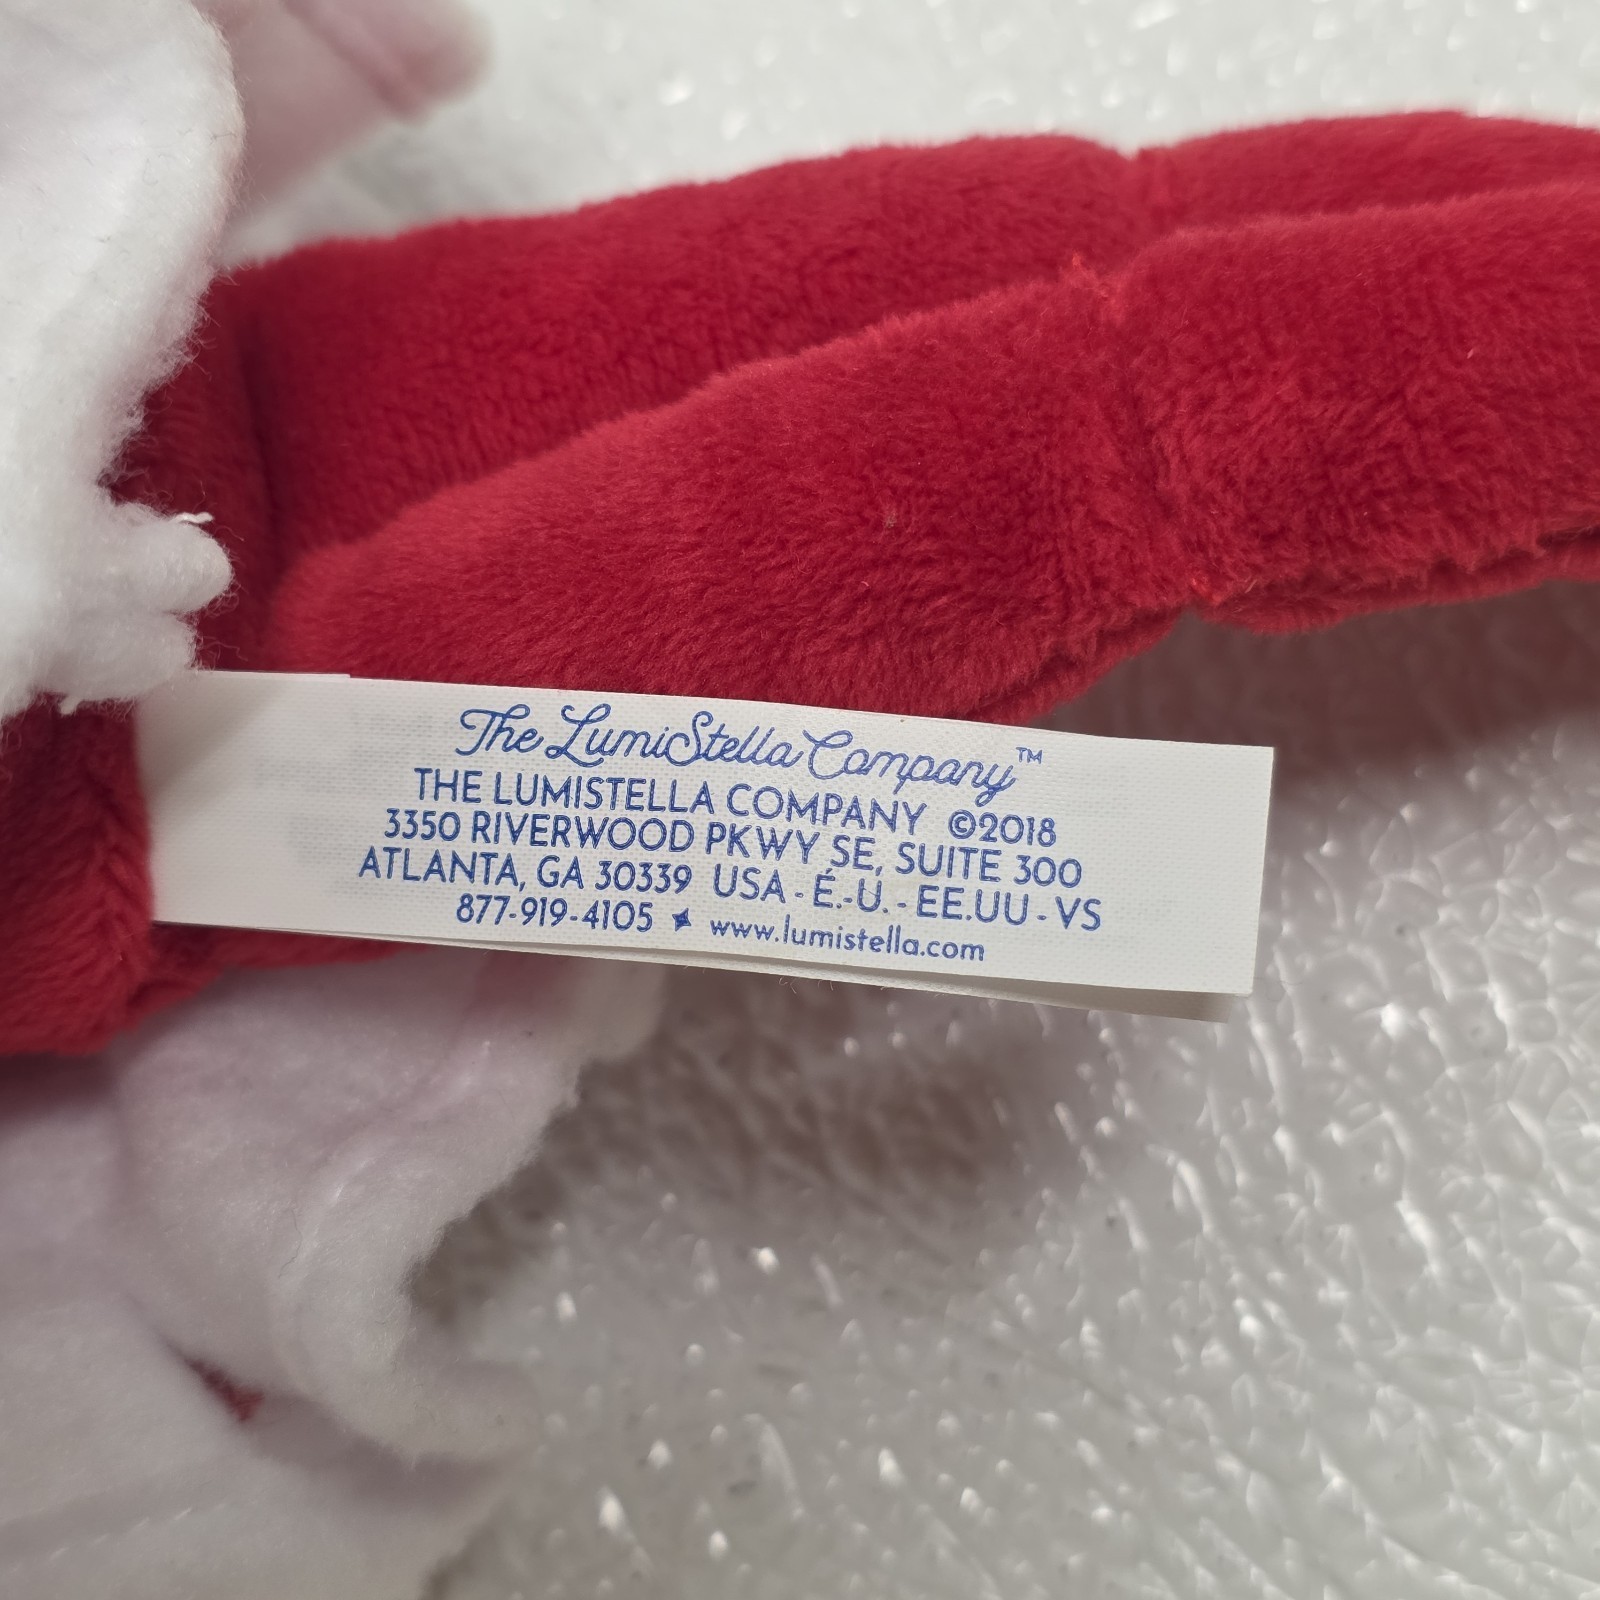 The LumiStella Company™
THE LUMISTELLA COMPANY ©2018
3350 RIVERWOOD PKWY SE, SUITE 300
ATLANTA, GA 30339 USA - É.-U. - EE.UU - VS
877-919-4105 ✦ www.lumistella.com